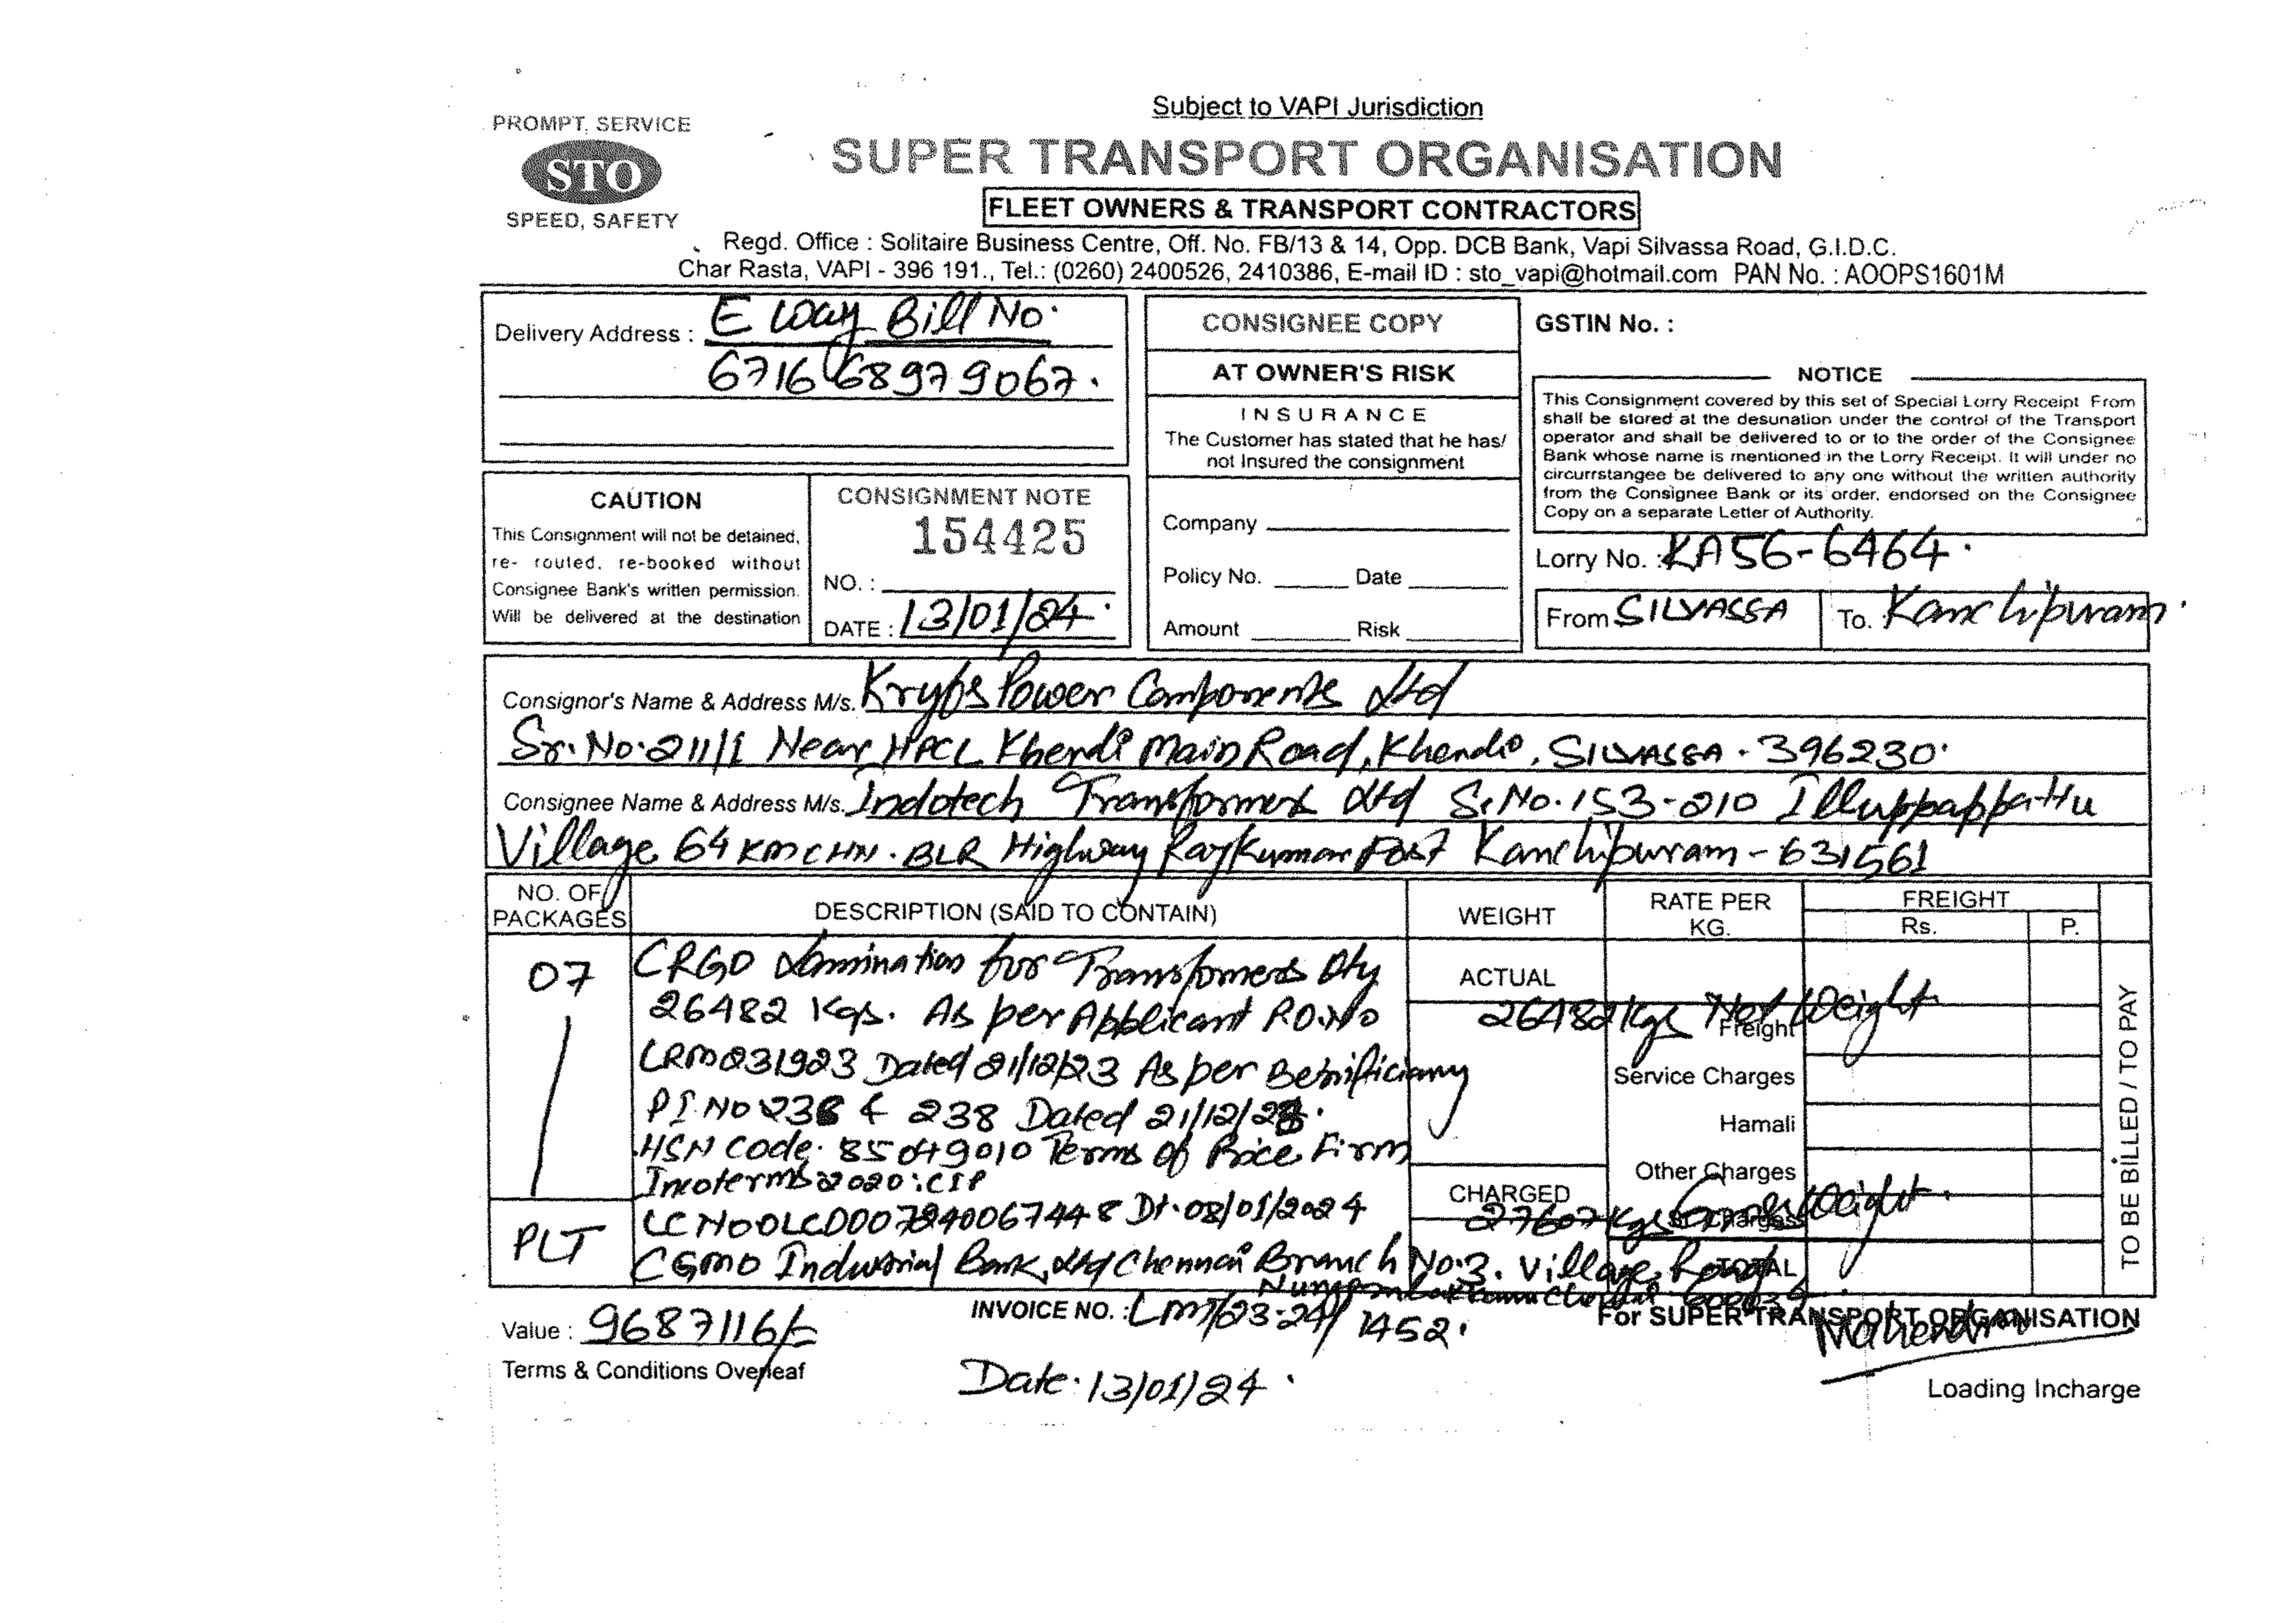 Subject to VAPI Jurisdiction
PROMPT, SERVICE
STO
SPEED, SAFETY
SUPER TRANSPORT ORGANISATION
FLEET OWNERS & TRANSPORT CONTRACTORS
Regd. Office : Solitaire Business Centre, Off. No. FB/13 & 14, Opp. DCB Bank, Vapi Silvassa Road, G.I.D.C.
Char Rasta, VAPI - 396 191., Tel.: (0260) 2400526, 2410386, E-mail ID : sto_vapi@hotmail.com PAN No. : AOOPS1601M
Delivery Address : E Way Bill No.
6716 6897 9067.
CONSIGNEE COPY
AT OWNER'S RISK
INSURANCE
The Customer has stated that he has/
not Insured the consignment
Company
Policy No. Date
Amount Risk
GSTIN No. :
NOTICE
This Consignment covered by this set of Special Lorry Receipt From
shall be stored at the desunation under the control of the Transport
operator and shall be delivered to or to the order of the Consignee
Bank whose name is mentioned in the Lorry Receipt. It will under no
circurrstangee be delivered to any one without the written authority
from the Consignee Bank or its order, endorsed on the Consignee
Copy on a separate Letter of Authority.
CAUTION
This Consignment will not be detained,
re- routed, re-booked without
Consignee Bank's written permission.
Will be delivered at the destination
CONSIGNMENT NOTE
154425
NO. :
DATE : 13/01/24.
Lorry No. : KA56-6464.
From SILVASSA To. Kanchipuram.
Consignor's Name & Address M/s. Kryfs Power Components Ltd
Sr. No. 211/1 Near HPCL Kherdi Main Road, Kherdi, SILVASSA - 396230.
Consignee Name & Address M/s. Indotech Transformers Ltd Sr No. 153-210 Illuppappattu
Village 64 KM CHN - BLR Highway Rajkumar Post Kanchipuram - 631561
NO. OF PACKAGES
DESCRIPTION (SAID TO CONTAIN)
WEIGHT
RATE PER KG.
FREIGHT
Rs. P.
07
CRGO Lamination for Transformers Qty
26482 Kgs. As per Applicant P.O. No
LRM231923 Dated 21/12/23 As per Benificiary
PI. No & 238 Dated 21/12/23.
HSN Code. 85049010 Terms of Price Firm
Incoterms 2020: CIP
PLT
LC NO 0LCD007240067448 Dt. 08/01/2024
Industrial Bank, Ltd Chennai Branch No.3. Village Road
Nungambakkam Chennai 600034.
ACTUAL
26482 Kgs Net Weight
CHARGED
27607 Kgs Gross Weight.
Freight
Service Charges
Hamali
Other Charges
Charges
TOTAL
TO BE BILLED / TO PAY
Value : 9687116/-
INVOICE NO. : LMT/23-24/1452.
Date. 13/01/24.
Terms & Conditions Overleaf
For SUPER TRANSPORT ORGANISATION
Loading Incharge